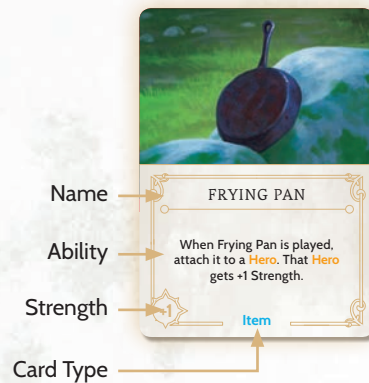 Name
FRYING PAN
Ability
When Frying Pan is played,
attach it to a Hero. That Hero
gets +1 Strength.
Strength
+1
Item
Card Type